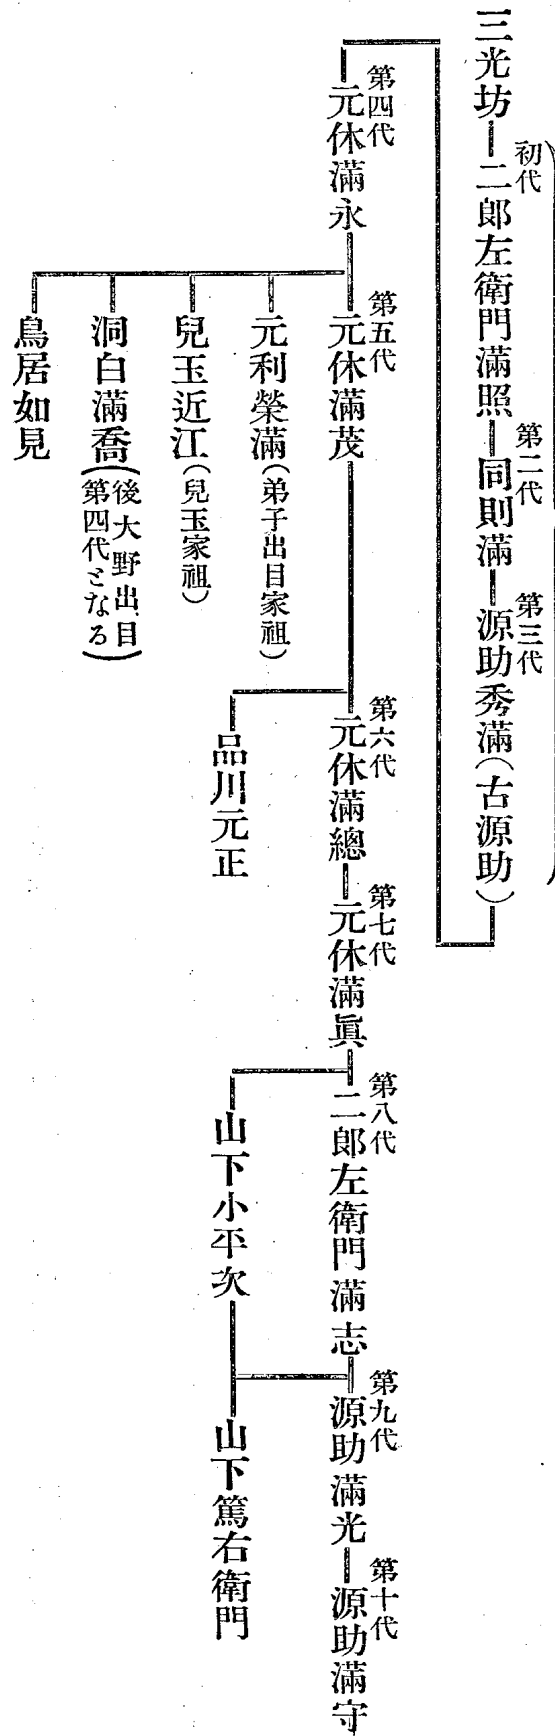 三光坊
初代
二郎左衞門滿照
第二代
同則滿
第三代
源助秀滿(古源助)
第四代
元休滿永
第五代
元休滿茂
元利榮滿(弟子出目家祖)
兒玉近江(兒玉家祖)
洞白滿喬(後大野出目第四代となる)
鳥居如見
第六代
元休滿總
品川元正
第七代
元休滿眞
第八代
二郎左衞門滿志
山下小平次
第九代
源助滿光
山下篤右衞門
第十代
源助滿守